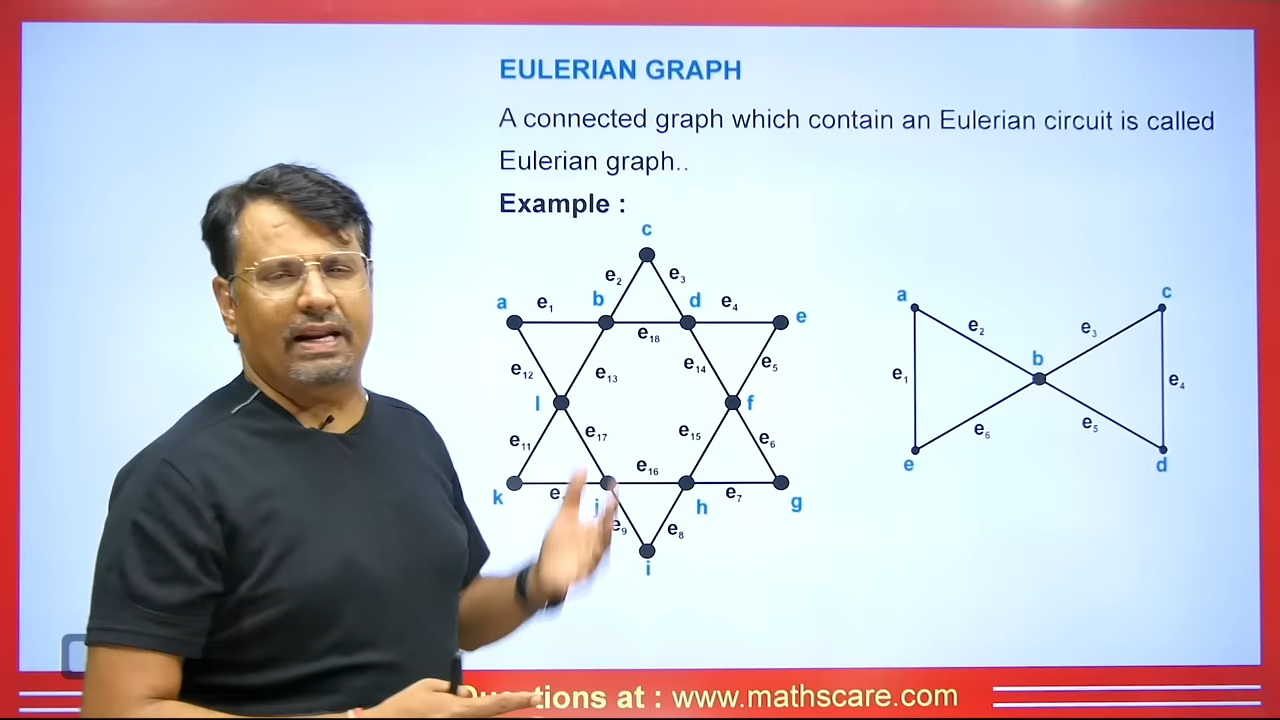 EULERIAN GRAPH
A connected graph which contain an Eulerian circuit is called
Eulerian graph..
Example :
c
e₂ e₃
a e₁ b d e₄ e
e₁₈
e₁₂ e₁₃ e₁₄ e₅
l f
e₁₁ e₁₇ e₁₅ e₆
e₁₆
k j h e₇ g
e₉ e₈
i
a c
e₂ e₃
b
e₁ e₄
e₆ e₅
e d
tions at : www.mathscare.com